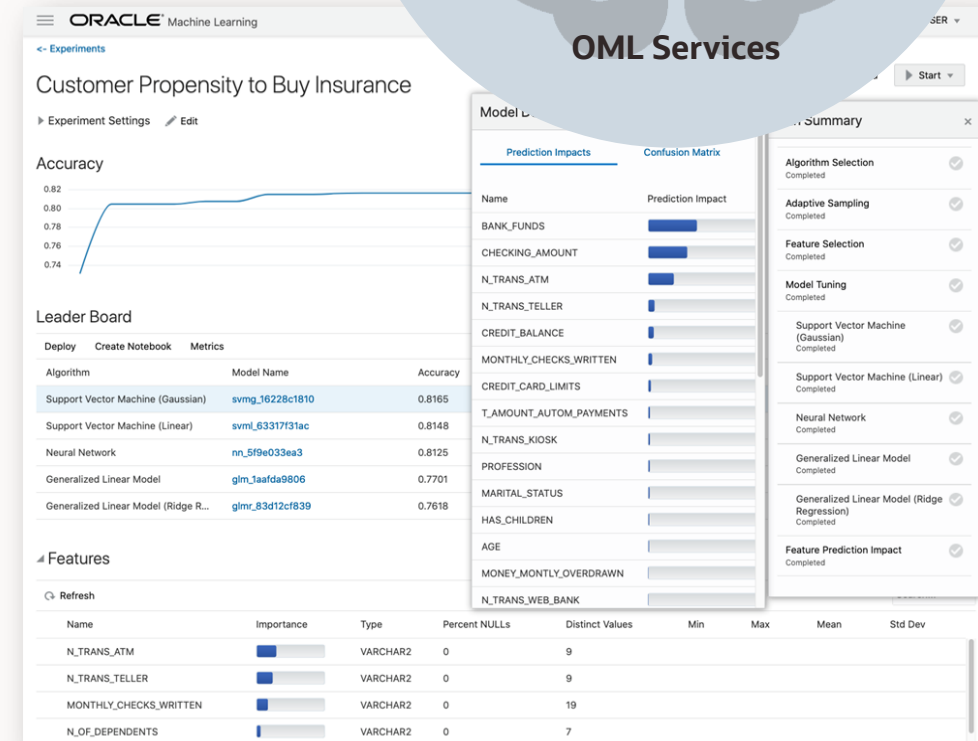 ORACLE Machine Learning
SER
OML Services
<- Experiments
Customer Propensity to Buy Insurance
Start
Experiment Settings Edit
Accuracy
0.82
0.80
0.78
0.76
0.74
Leader Board
Deploy Create Notebook Metrics
Algorithm Model Name Accuracy
Support Vector Machine (Gaussian) svmg_16228c1810 0.8165
Support Vector Machine (Linear) svml_63317f31ac 0.8148
Neural Network nn_5f9e033ea3 0.8125
Generalized Linear Model glm_1aafda9806 0.7701
Generalized Linear Model (Ridge R... glmr_83d12cf839 0.7618
Model
Prediction Impacts Confusion Matrix
Name Prediction Impact
BANK_FUNDS
CHECKING_AMOUNT
N_TRANS_ATM
N_TRANS_TELLER
CREDIT_BALANCE
MONTHLY_CHECKS_WRITTEN
CREDIT_CARD_LIMITS
T_AMOUNT_AUTOM_PAYMENTS
N_TRANS_KIOSK
PROFESSION
MARITAL_STATUS
HAS_CHILDREN
AGE
MONEY_MONTLY_OVERDRAWN
N_TRANS_WEB_BANK
Summary
Algorithm Selection
Completed
Adaptive Sampling
Completed
Feature Selection
Completed
Model Tuning
Completed
Support Vector Machine
(Gaussian)
Completed
Support Vector Machine (Linear)
Completed
Neural Network
Completed
Generalized Linear Model
Completed
Generalized Linear Model (Ridge
Regression)
Completed
Feature Prediction Impact
Completed
Features
Refresh
Name Importance Type Percent NULLs Distinct Values Min Max Mean Std Dev
N_TRANS_ATM VARCHAR2 0 9
N_TRANS_TELLER VARCHAR2 0 9
MONTHLY_CHECKS_WRITTEN VARCHAR2 0 19
N_OF_DEPENDENTS VARCHAR2 0 7